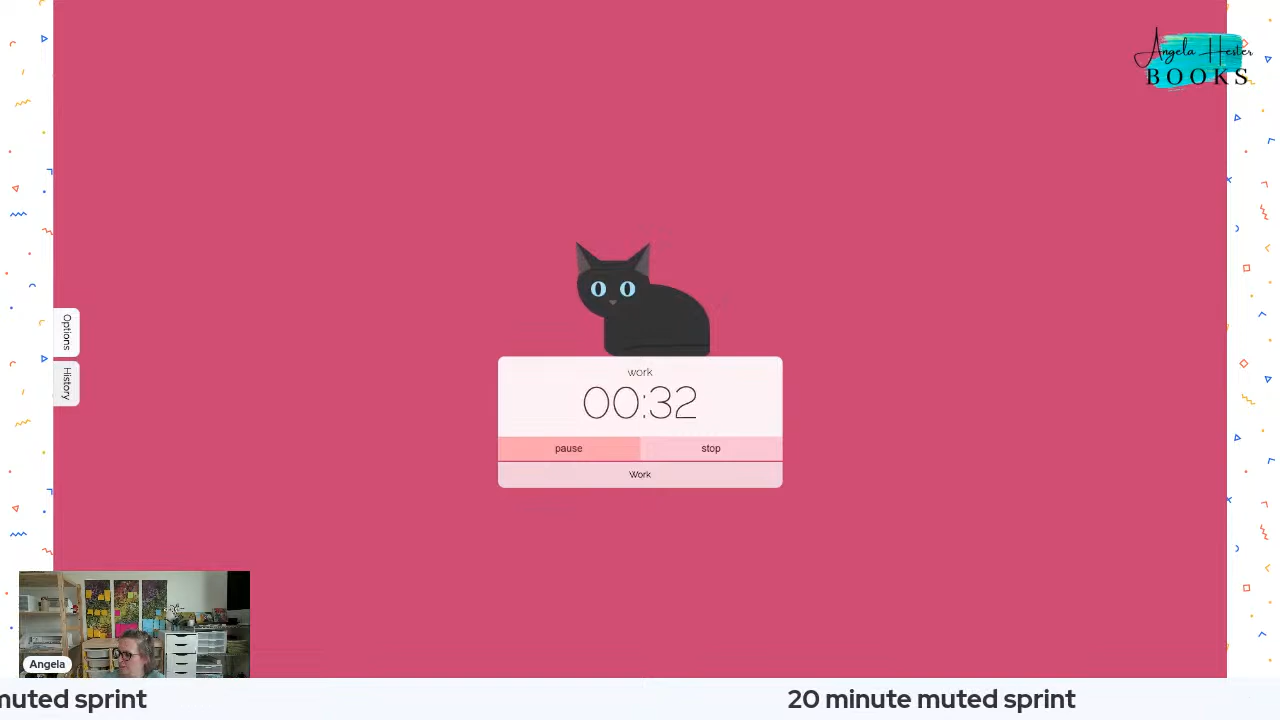 Angela Hester
BOOKS
Options
History
work
00:32
pause
stop
Work
Angela
muted sprint
20 minute muted sprint